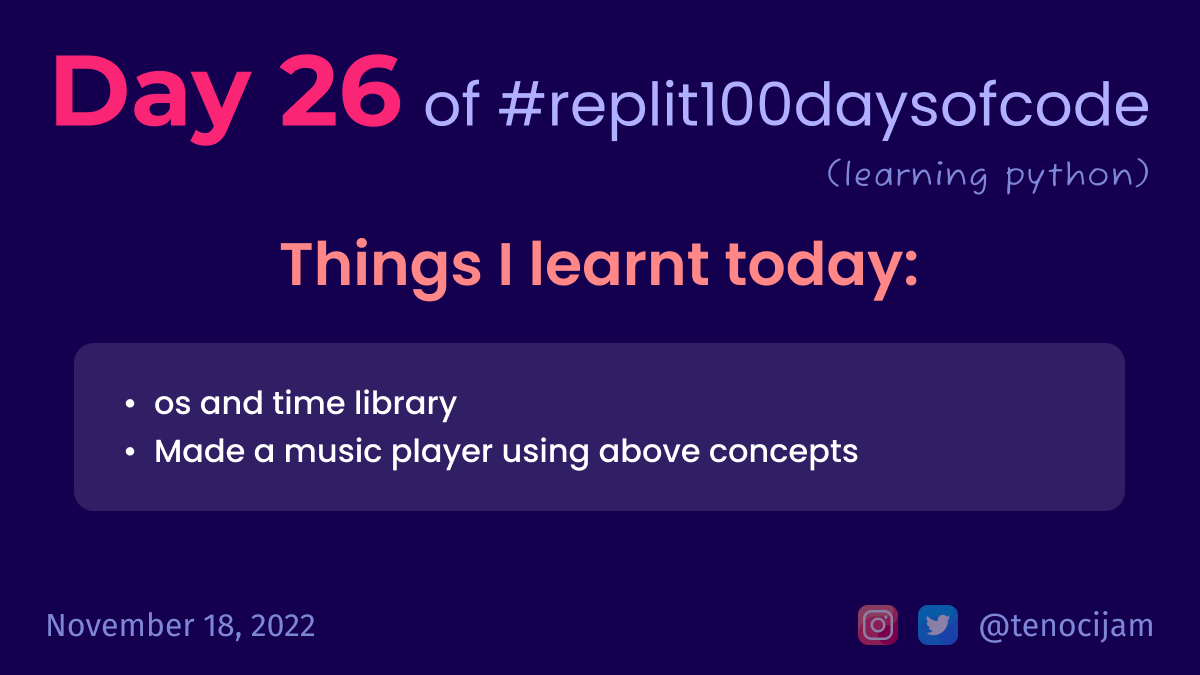 Day 26 of #replit100daysofcode
(learning python)
Things I learnt today:
• os and time library
• Made a music player using above concepts
November 18, 2022
@tenocijam